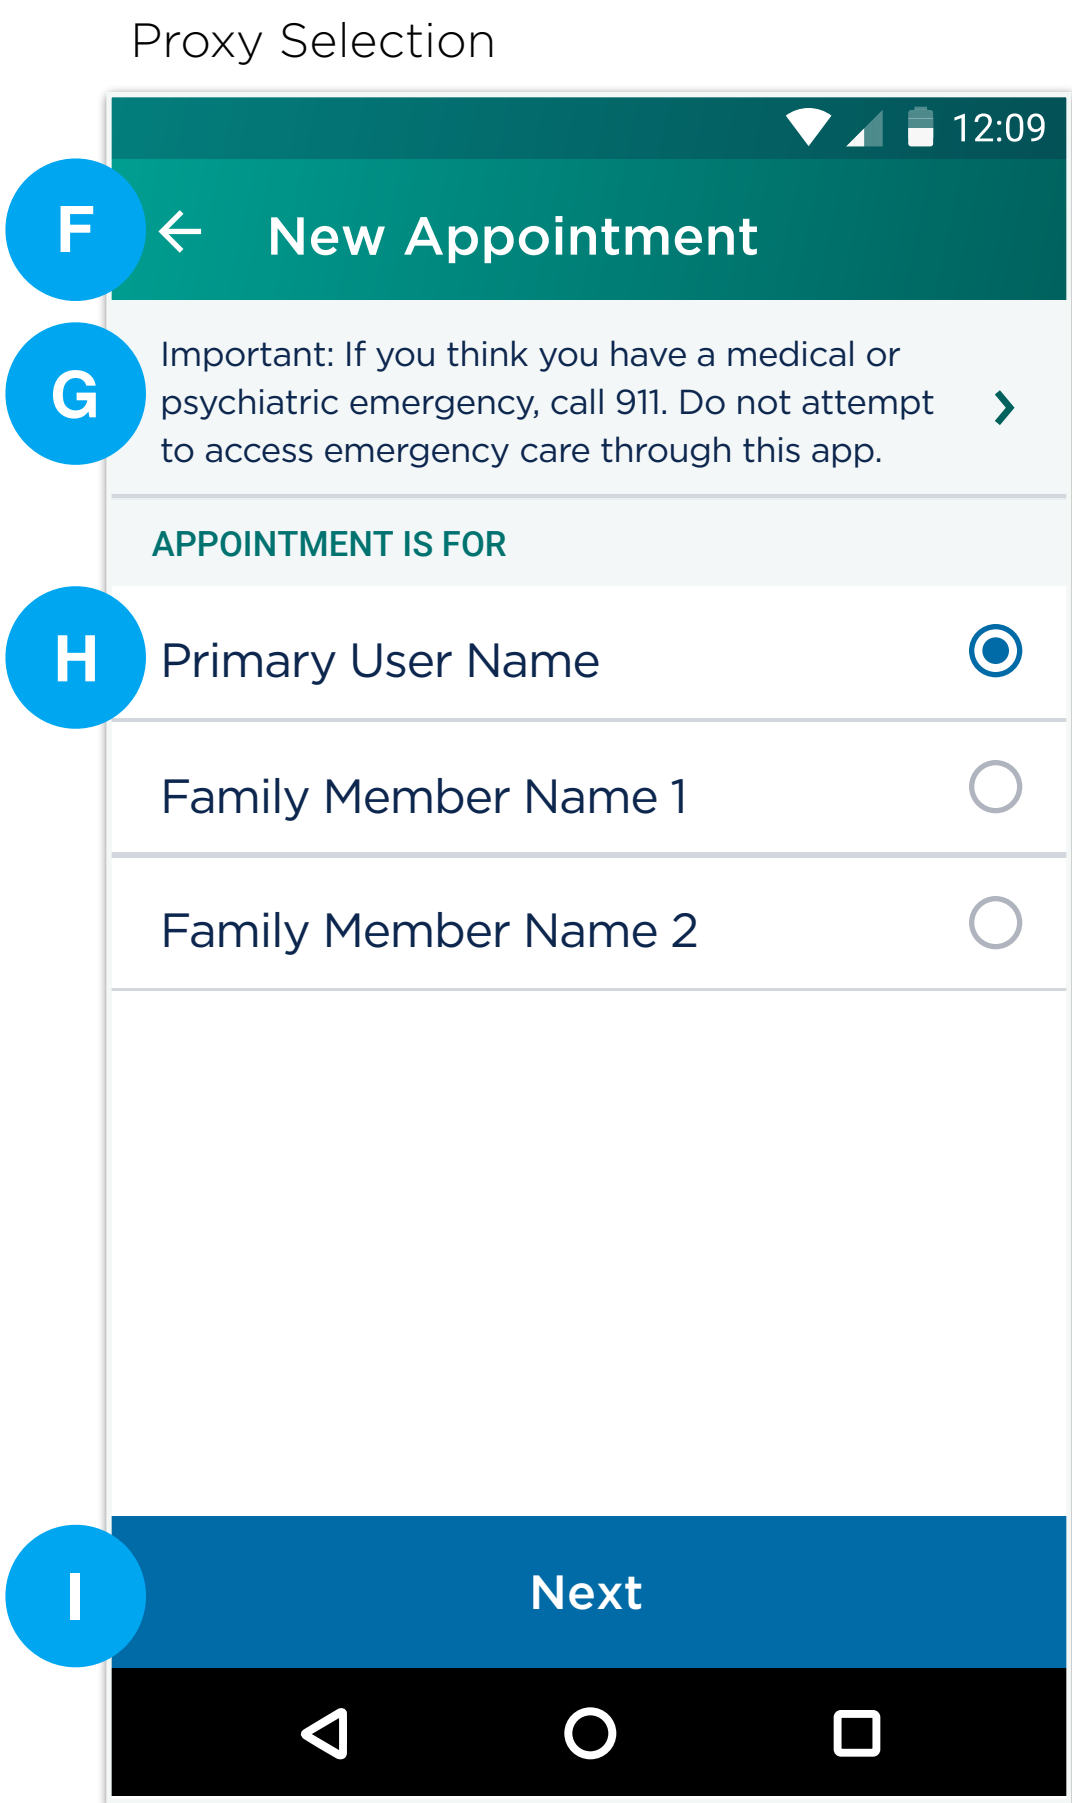 Proxy Selection
12:09
F
New Appointment
G
Important: If you think you have a medical or
psychiatric emergency, call 911. Do not attempt
to access emergency care through this app.
APPOINTMENT IS FOR
H
Primary User Name
Family Member Name 1
Family Member Name 2
I
Next